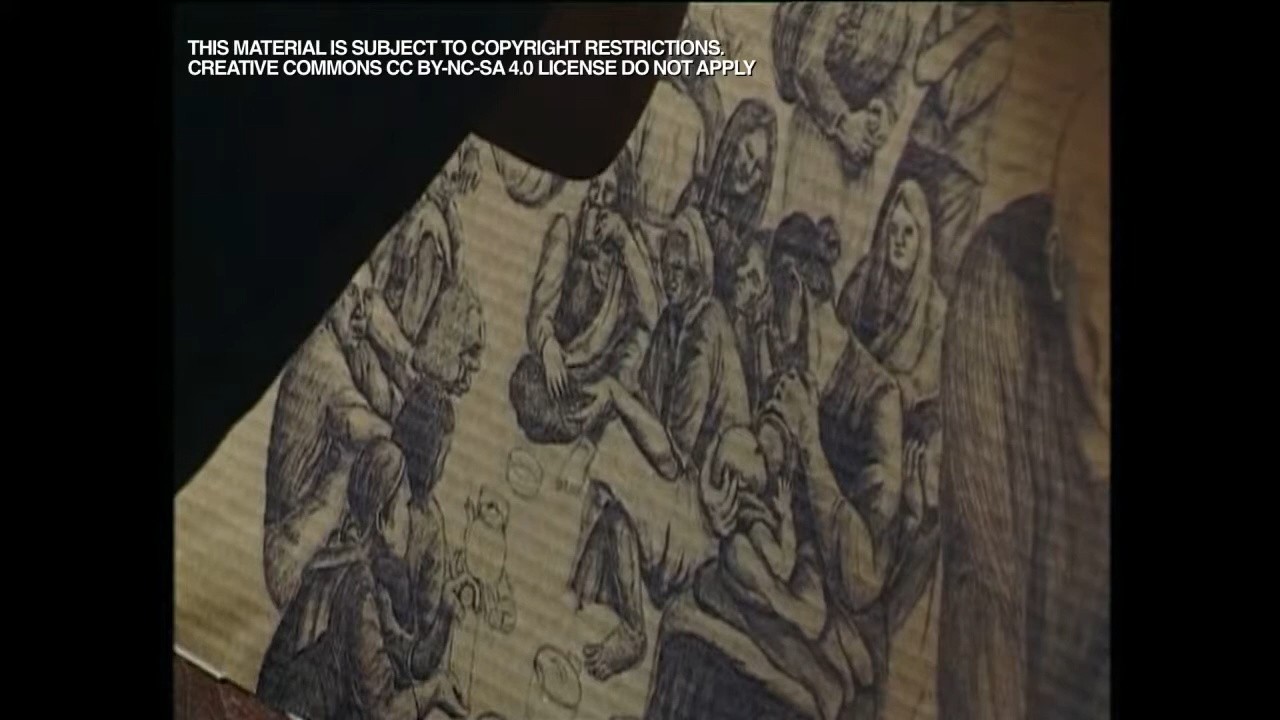 THIS MATERIAL IS SUBJECT TO COPYRIGHT RESTRICTIONS.
CREATIVE COMMONS CC BY-NC-SA 4.0 LICENSE DO NOT APPLY